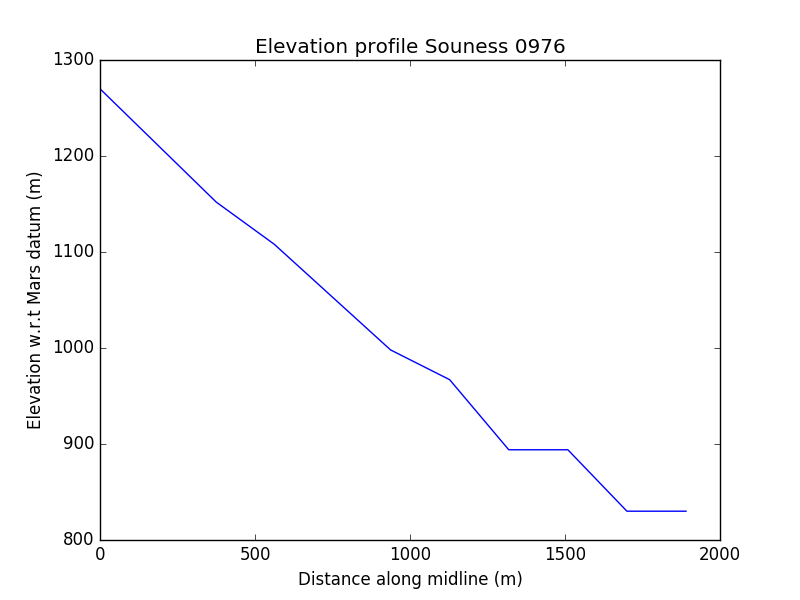 Elevation profile Souness 0976
1300
1200
1100
1000
900
800
Elevation w.r.t Mars datum (m)
0 500 1000 1500 2000
Distance along midline (m)